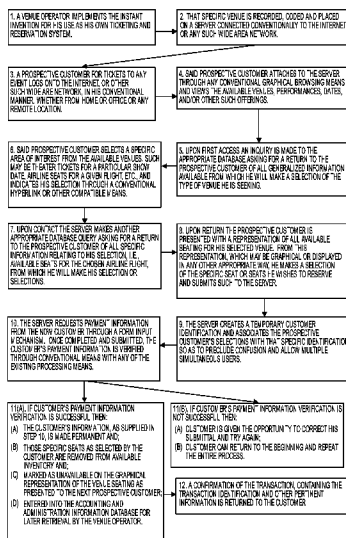 1. A VENUE OPERATOR IMPLEMENTS THE INSTANT
INVENTION FOR HIS USE AS HIS OWN TICKETING AND
RESERVATION SYSTEM.
2. THAT SPECIFIC VENUE IS RECORDED, CODED AND PLACED
ON A SERVER CONNECTED CONVENTIONALLY TO THE INTERNET
OR ANY SUCH WIDE AREA NETWORK.
3. A PROSPECTIVE CUSTOMER FOR TICKETS TO ANY
EVENT LOGS ONTO THE INTERNET, OR OTHER
SUCH WIDE ARE NETWORK, IN HIS CONVENTIONAL
MANNER, WHETHER FROM HOME OR OFFICE OR ANY
REMOTE LOCATION.
4. SAID PROSPECTIVE CUSTOMER ATTACHES TO THE SERVER
THROUGH ANY CONVENTIONAL GRAPHICAL BROWSING MEANS
AND VIEWS THE AVAILABLE VENUES, PERFORMANCES, DATES,
AND/OR OTHER SUCH OFFERINGS.
6. SAID PROSPECTIVE CUSTOMER SELECTS A SPECIFIC
AREA OF INTEREST FROM THE AVAILABLE VENUES. SUCH
MAY BE THEATER TICKETS FOR A PARTICULAR SHOW
DATE, AIRLINE SEATS FOR A GIVEN FLIGHT, ETC., AND
INDICATES HIS SELECTION THROUGH A CONVENTIONAL
HYPERLINK OR OTHER COMPATIBLE MEANS.
5. UPON FIRST ACCESS AN INQUIRY IS MADE TO THE
APPROPRIATE DATABASE ASKING FOR A RETURN TO THE
PROSPECTIVE CUSTOMER OF ALL GENERALIZED INFORMATION
AVAILABLE FROM WHICH HE WILL MAKE A SELECTION OF THE
TYPE OF VENUE HE IS SEEKING.
7. UPON CONTACT THE SERVER MAKES ANOTHER
APPROPRIATE DATABASE QUERY ASKING FOR A RETURN
TO THE PROSPECTIVE CUSTOMER OF ALL SPECIFIC
INFORMATION RELATING TO HIS SELECTION, I.E.,
AVAILABLE SEATS FOR THE CHOSEN AIRLINE FLIGHT,
FROM WHICH HE WILL MAKE HIS SELECTION OR
SELECTIONS.
8. UPON RETURN THE PROSPECTIVE CUSTOMER IS
PRESENTED WITH A REPRESENTATION OF ALL AVAILABLE
SEATING FOR HIS SELECTED VENUE. FROM THIS
REPRESENTATION, WHICH MAY BE GRAPHICAL OR DISPLAYED
IN ANY OTHER APPROPRIATE WAY, HE MAKES A SELECTION
OF THE SPECIFIC SEAT OR SEATS HE WISHES TO RESERVE
AND SUBMITS SUCH TO THE SERVER.
10. THE SERVER REQUESTS PAYMENT INFORMATION
FROM THE NOW CUSTOMER THROUGH A FORM INPUT
MECHANISM. ONCE COMPLETED AND SUBMITTED, THE
CUSTOMER'S PAYMENT INFORMATION IS VERIFIED
THROUGH CONVENTIONAL MEANS WITH ANY OF THE
EXISTING PROCESSING MEANS.
9. THE SERVER CREATES A TEMPORARY CUSTOMER
IDENTIFICATION AND ASSOCIATES THE PROSPECTIVE
CUSTOMER'S SELECTIONS WITH THAT SPECIFIC IDENTIFICATION
SO AS TO PRECLUDE CONFUSION AND ALLOW MULTIPLE
SIMULTANEOUS USERS.
11(A). IF CUSTOMER'S PAYMENT INFORMATION
VERIFICATION IS SUCCESSFUL THEN:
(A) THE CUSTOMER'S INFORMATION, AS SUPPLIED IN
STEP 10, IS MADE PERMANENT AND;
(B) THOSE SPECIFIC SEATS AS SELECTED BY THE
CUSTOMER ARE REMOVED FROM AVAILABLE
INVENTORY AND;
(C) MARKED AS UNAVAILABLE ON THE GRAPHICAL
REPRESENTATION OF THE VENUE SEATING AS
PRESENTED TO THE NEXT PROSPECTIVE CUSTOMER;
(D) ENTERED INTO THE ACCOUNTING AND
ADMINISTRATION INFORMATION DATABASE FOR
LATER RETRIEVAL BY THE VENUE OPERATOR.
11(B). IF CUSTOMER'S PAYMENT INFORMATION VERIFICATION IS
NOT SUCCESSFUL THEN:
(A) CUSTOMER IS GIVEN THE OPPORTUNITY TO CORRECT HIS
SUBMITTAL AND TRY AGAIN;
(B) CUSTOMER CAN RETURN TO THE BEGINNING AND REPEAT
THE ENTIRE PROCESS.
12. A CONFIRMATION OF THE TRANSACTION, CONTAINING THE
TRANSACTION IDENTIFICATION AND OTHER PERTINENT
INFORMATION IS RETURNED TO THE CUSTOMER